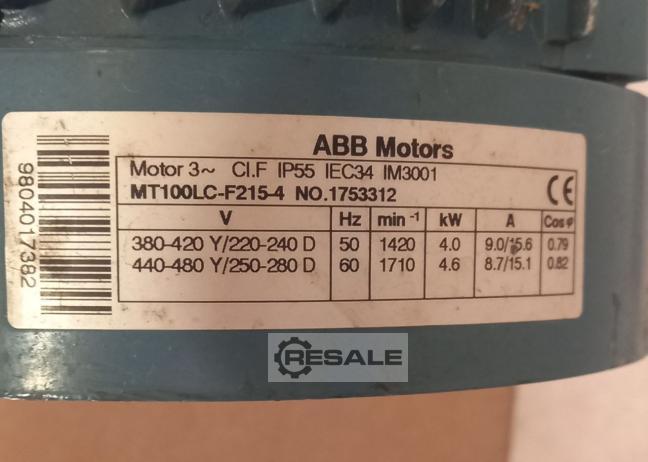 ABB Motors
Motor 3~ Cl.F IP55 IEC34 IM3001
MT100LC-F215-4 NO.1753312
CE
V Hz min⁻¹ kW A Cos φ
380-420 Y/220-240 D 50 1420 4.0 9.0/15.6 0.79
440-480 Y/250-280 D 60 1710 4.6 8.7/15.1 0.82
9804017382
RESALE